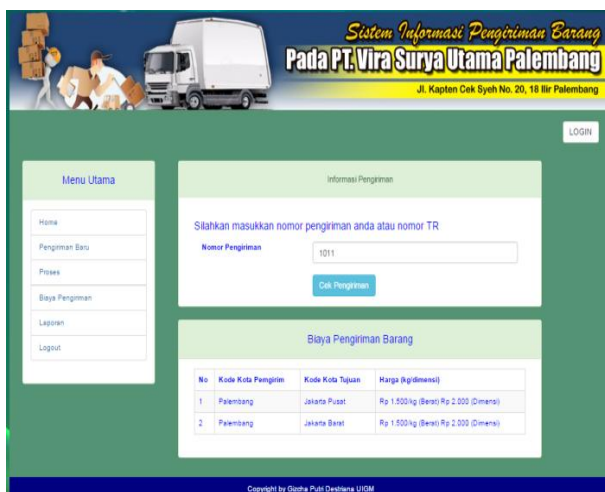 Sistem Informasi Pengiriman Barang
Pada PT. Vira Surya Utama Palembang
Jl. Kapten Cek Syeh No. 20, 18 Ilir Palembang
LOGIN
Menu Utama
Home
Pengiriman Baru
Proses
Biaya Pengiriman
Laporan
Logout
Informasi Pengiriman
Silahkan masukkan nomor pengiriman anda atau nomor TR
Nomor Pengiriman
1011
Cek Pengiriman
Biaya Pengiriman Barang
No Kode Kota Pemgirim Kode Kota Tujuan Harga (kg/dimensi)
1 Palembang Jakarta Pusat Rp 1.500/kg (Berat) Rp 2.000 (Dimensi)
2 Palembang Jakarta Barat Rp 1.500/kg (Berat) Rp 2.000 (Dimensi)
Copyright by Gizcha Putri Destriana UIGM